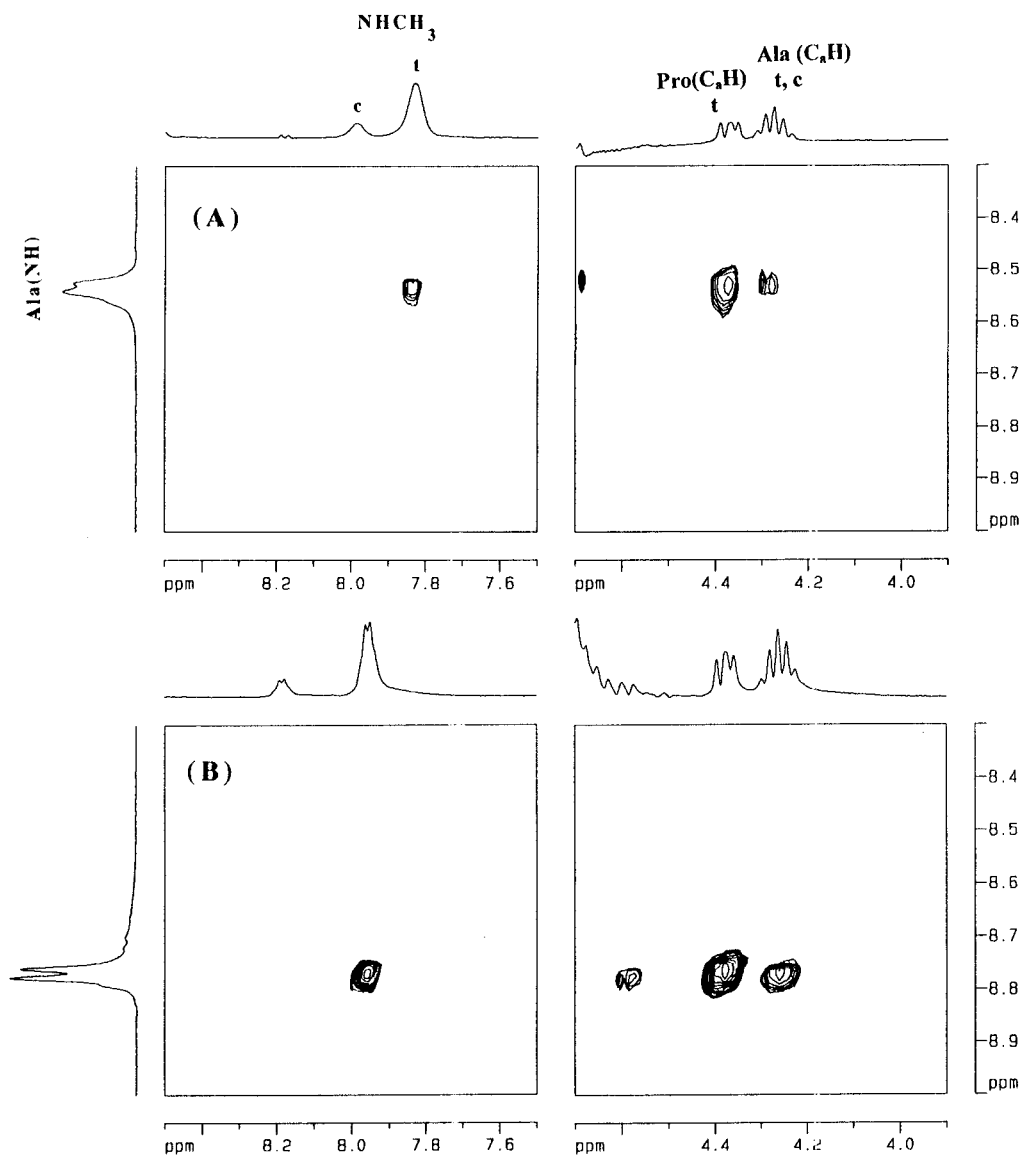 NHCH3
t
c
Ala (CaH)
t, c
Pro(CaH)
t
Ala(NH)
(A)
8.4
8.5
8.6
8.7
8.8
8.9
ppm
ppm 8.2 8.0 7.8 7.6
ppm 4.4 4.2 4.0
(B)
8.4
8.5
8.6
8.7
8.8
8.9
ppm
ppm 8.2 8.0 7.8 7.6
ppm 4.4 4.2 4.0